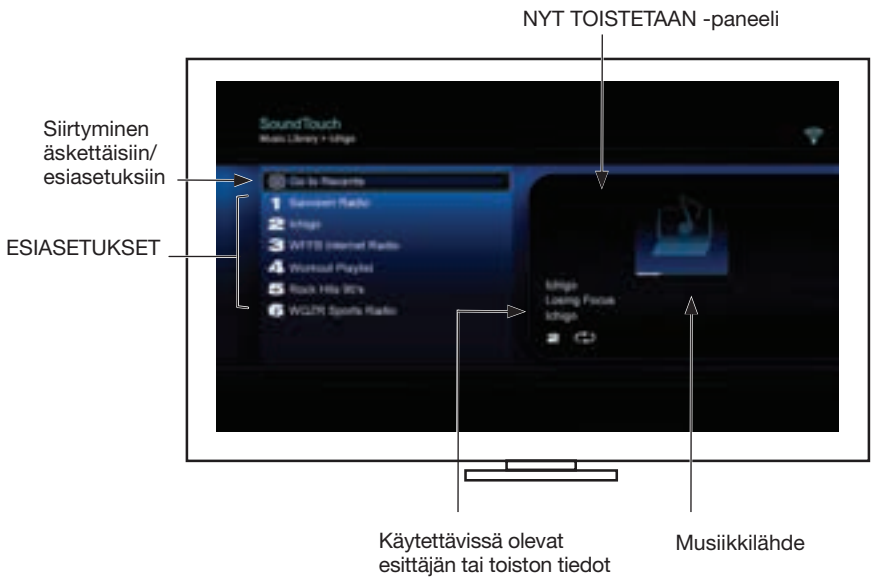 NYT TOISTETAAN -paneeli
Siirtyminen
äskettäisiin/
esiasetuksiin
SoundTouch
Music Library • Ichigo
Go to Recents
1 Radio
ESIASETUKSET
2 Ichigo
3 WFFB Internet Radio
4 Workout Playlist
5 Rock Hits 90's
6 WGZR Sports Radio
Ichigo
Losing Focus
Ichigo
2
Käytettävissä olevat
esittäjän tai toiston tiedot
Musiikkilähde